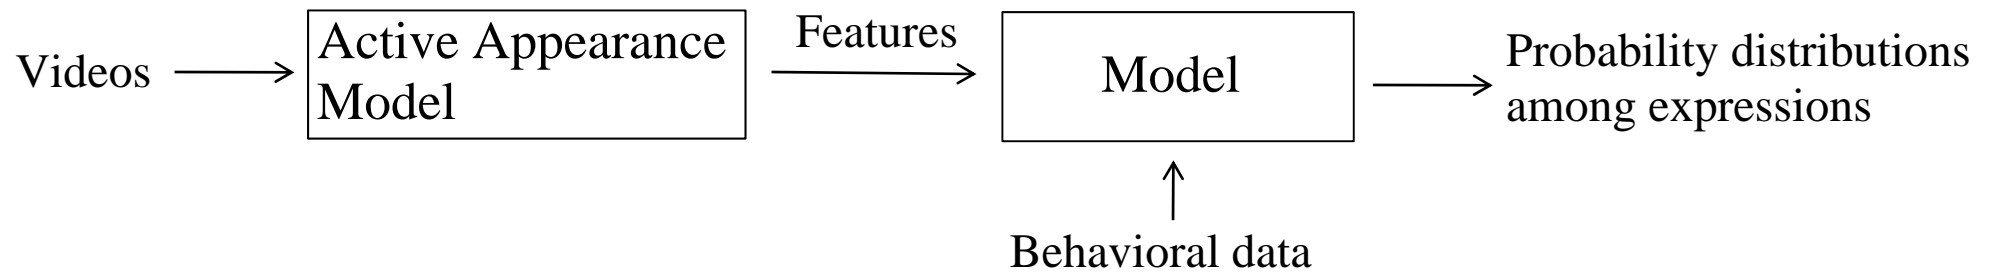 Videos
Active Appearance
Model
Features
Model
Probability distributions
among expressions
Behavioral data